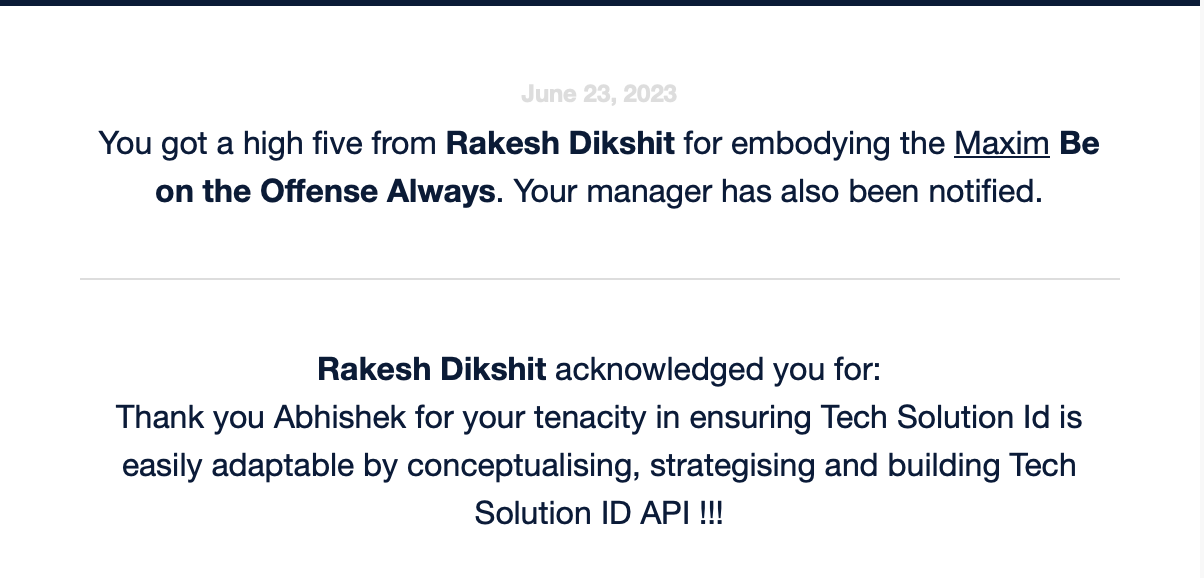 June 23, 2023
You got a high five from Rakesh Dikshit for embodying the Maxim Be
on the Offense Always. Your manager has also been notified.
Rakesh Dikshit acknowledged you for:
Thank you Abhishek for your tenacity in ensuring Tech Solution Id is
easily adaptable by conceptualising, strategising and building Tech
Solution ID API !!!